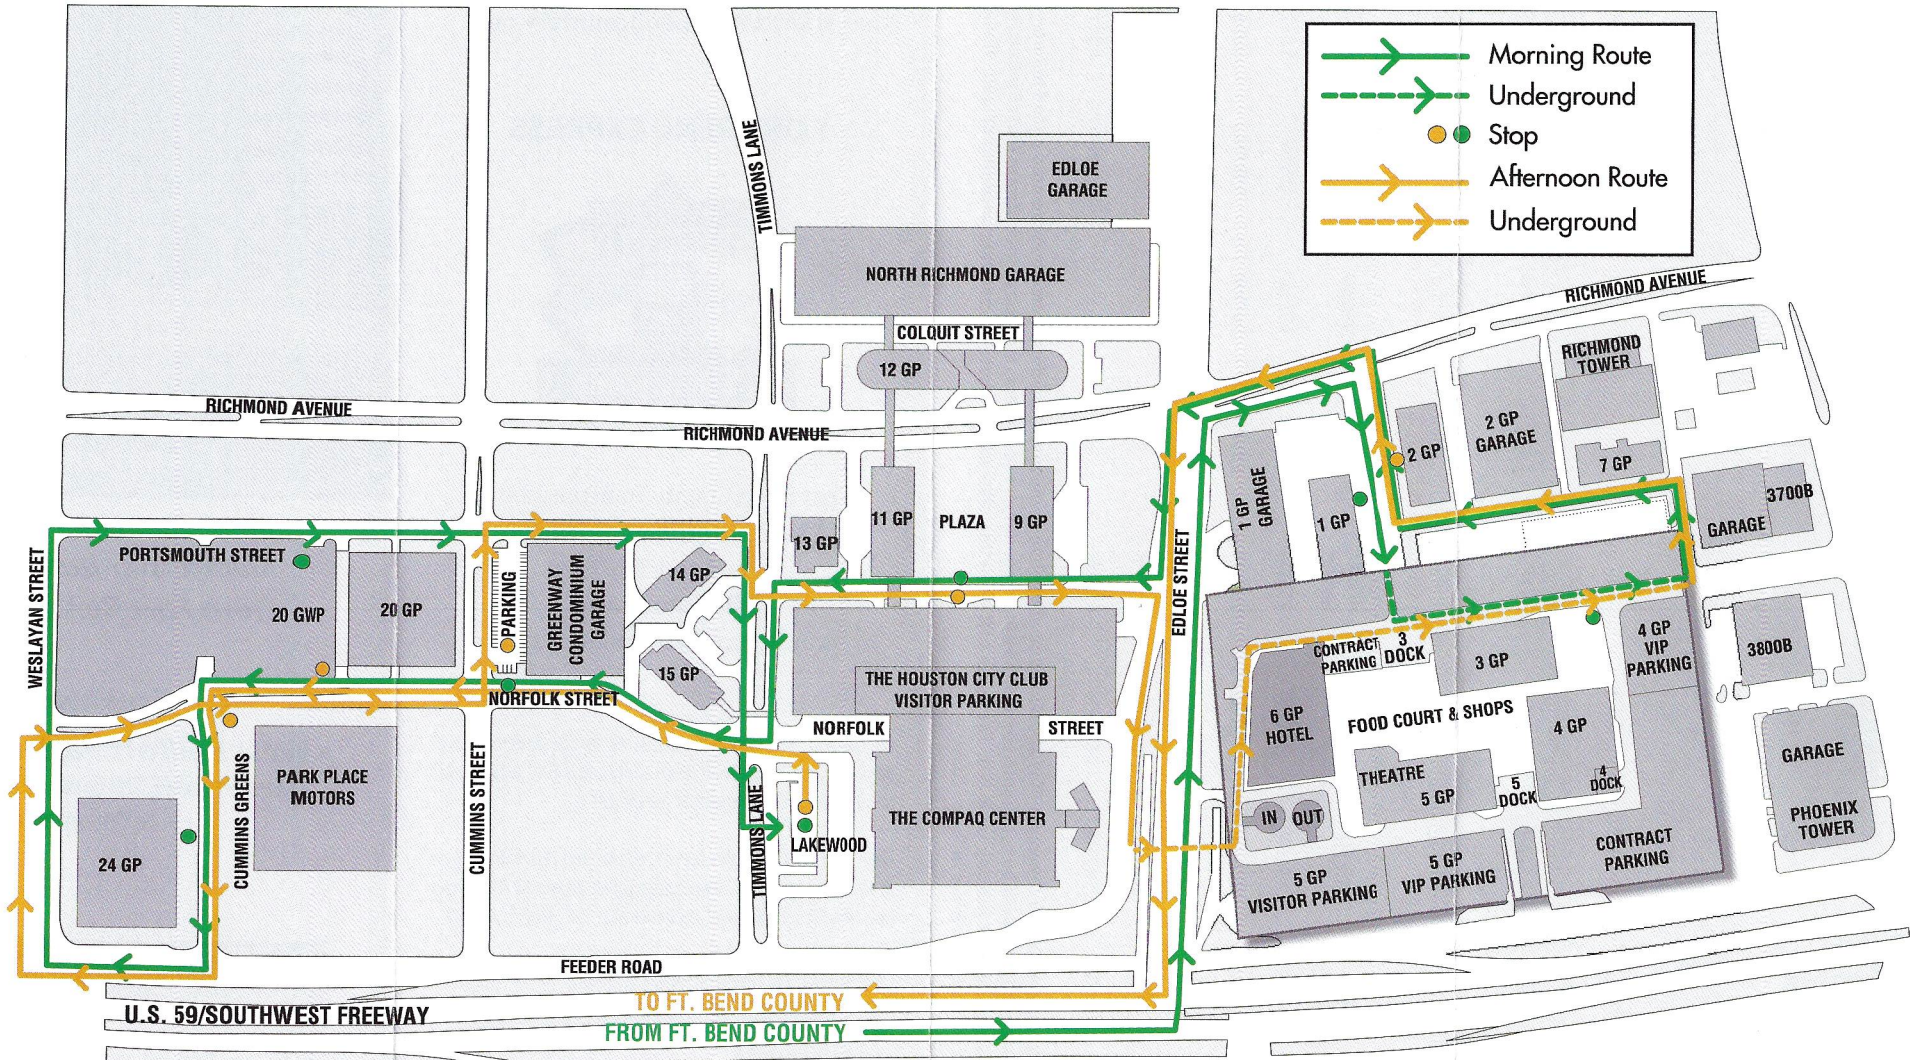 Morning Route
Underground
Stop
Afternoon Route
Underground
TIMMONS LANE
EDLOE
GARAGE
NORTH RICHMOND GARAGE
COLQUIT STREET
12 GP
RICHMOND AVENUE
RICHMOND AVENUE
RICHMOND AVENUE
RICHMOND
TOWER
2 GP
GARAGE
2 GP
7 GP
GARAGE
3700B
1 GP
GARAGE
1 GP
11 GP
PLAZA
9 GP
13 GP
PORTSMOUTH STREET
WESLAYAN STREET
20 GWP
20 GP
PARKING
GREENWAY
CONDOMINIUM
GARAGE
14 GP
15 GP
NORFOLK STREET
THE HOUSTON CITY CLUB
VISITOR PARKING
NORFOLK
STREET
EDLOE STREET
CONTRACT
PARKING
3
DOCK
3 GP
4 GP
VIP
PARKING
3800B
6 GP
HOTEL
FOOD COURT & SHOPS
4 GP
THEATRE
5 GP
5
DOCK
4
DOCK
IN
OUT
GARAGE
PHOENIX
TOWER
CONTRACT
PARKING
5 GP
VISITOR PARKING
5 GP
VIP PARKING
PARK PLACE
MOTORS
CUMMINS GREENS
CUMMINS STREET
24 GP
TIMMONS LANE
LAKEWOOD
THE COMPAQ CENTER
FEEDER ROAD
U.S. 59/SOUTHWEST FREEWAY
TO FT. BEND COUNTY
FROM FT. BEND COUNTY